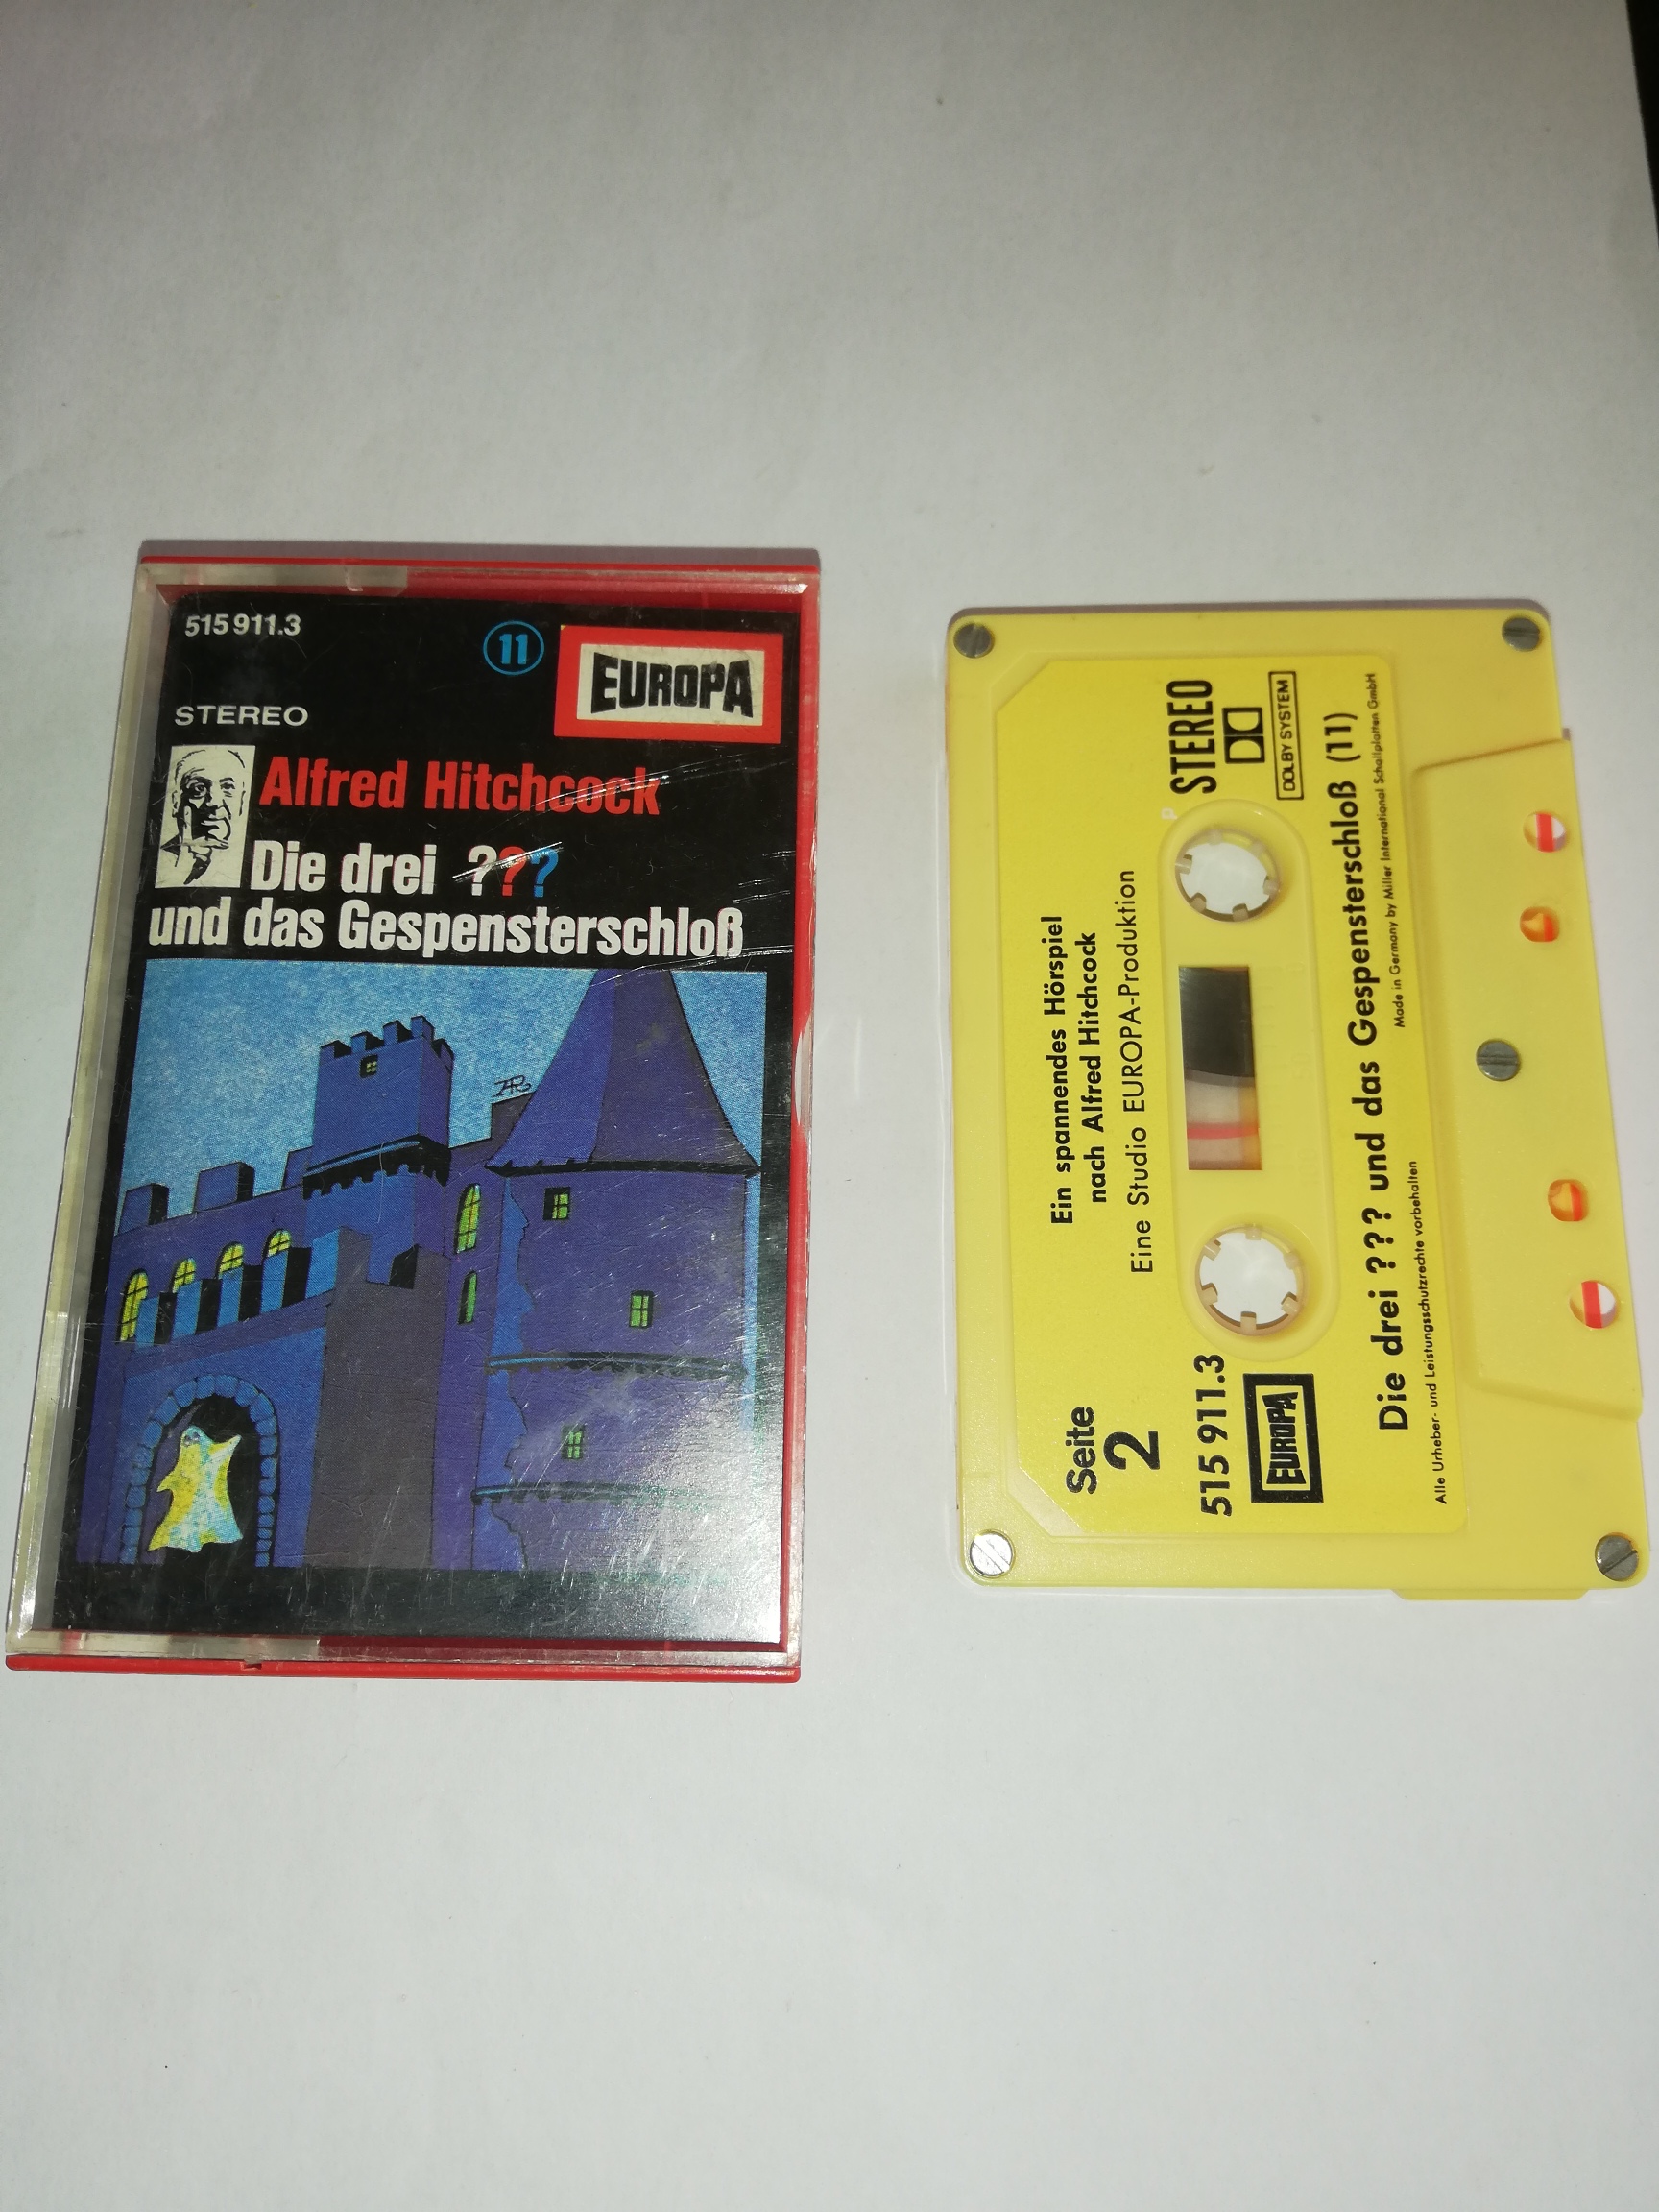 515 911.3
11
EUROPA
STEREO
Alfred Hitchcock
Die drei ???
und das Gespensterschloß
Ein spannendes Hörspiel
nach Alfred Hitchcock
Eine Studio EUROPA-Produktion
Seite
2
STEREO
DOLBY SYSTEM
515 911.3
EUROPA
Die drei ??? und das Gespensterschloß (11)
Alle Urheber- und Leistungsschutzrechte vorbehalten
Made in Germany by Miller International Schallplatten GmbH